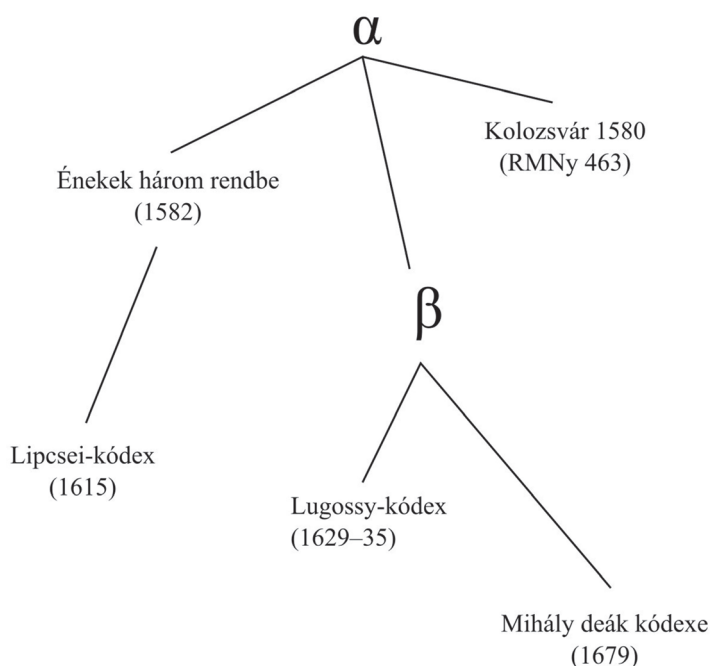 α
Kolozsvár 1580
(RMNy 463)
Énekek három rendbe
(1582)
β
Lipcsei-kódex
(1615)
Lugossy-kódex
(1629–35)
Mihály deák kódexe
(1679)